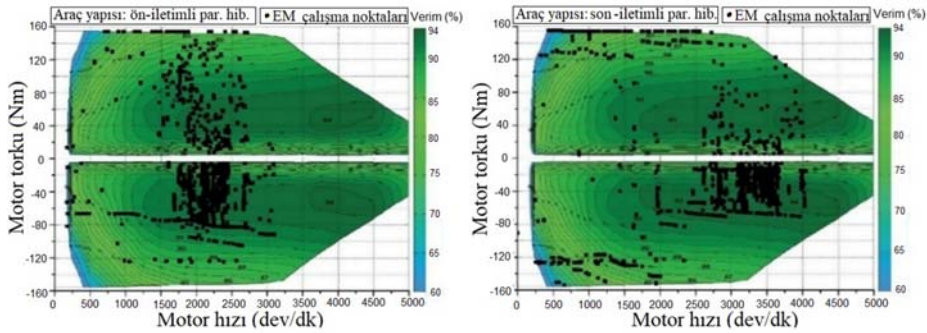 Araç yapısı: ön-iletimli par. hib.
EM çalışma noktaları
Verim (%)
Motor torku (Nm)
160
120
80
40
0
-40
-80
-120
-160
0 500 1000 1500 2000 2500 3000 3500 4000 4500 5000
Motor hızı (dev/dk)
94
90
85
80
75
70
65
60
Araç yapısı: son-iletimli par. hib.
EM çalışma noktaları
Verim (%)
Motor torku (Nm)
160
120
80
40
0
-40
-80
-120
-160
0 500 1000 1500 2000 2500 3000 3500 4000 4500 5000
Motor hızı (dev/dk)
94
90
85
80
75
70
65
60